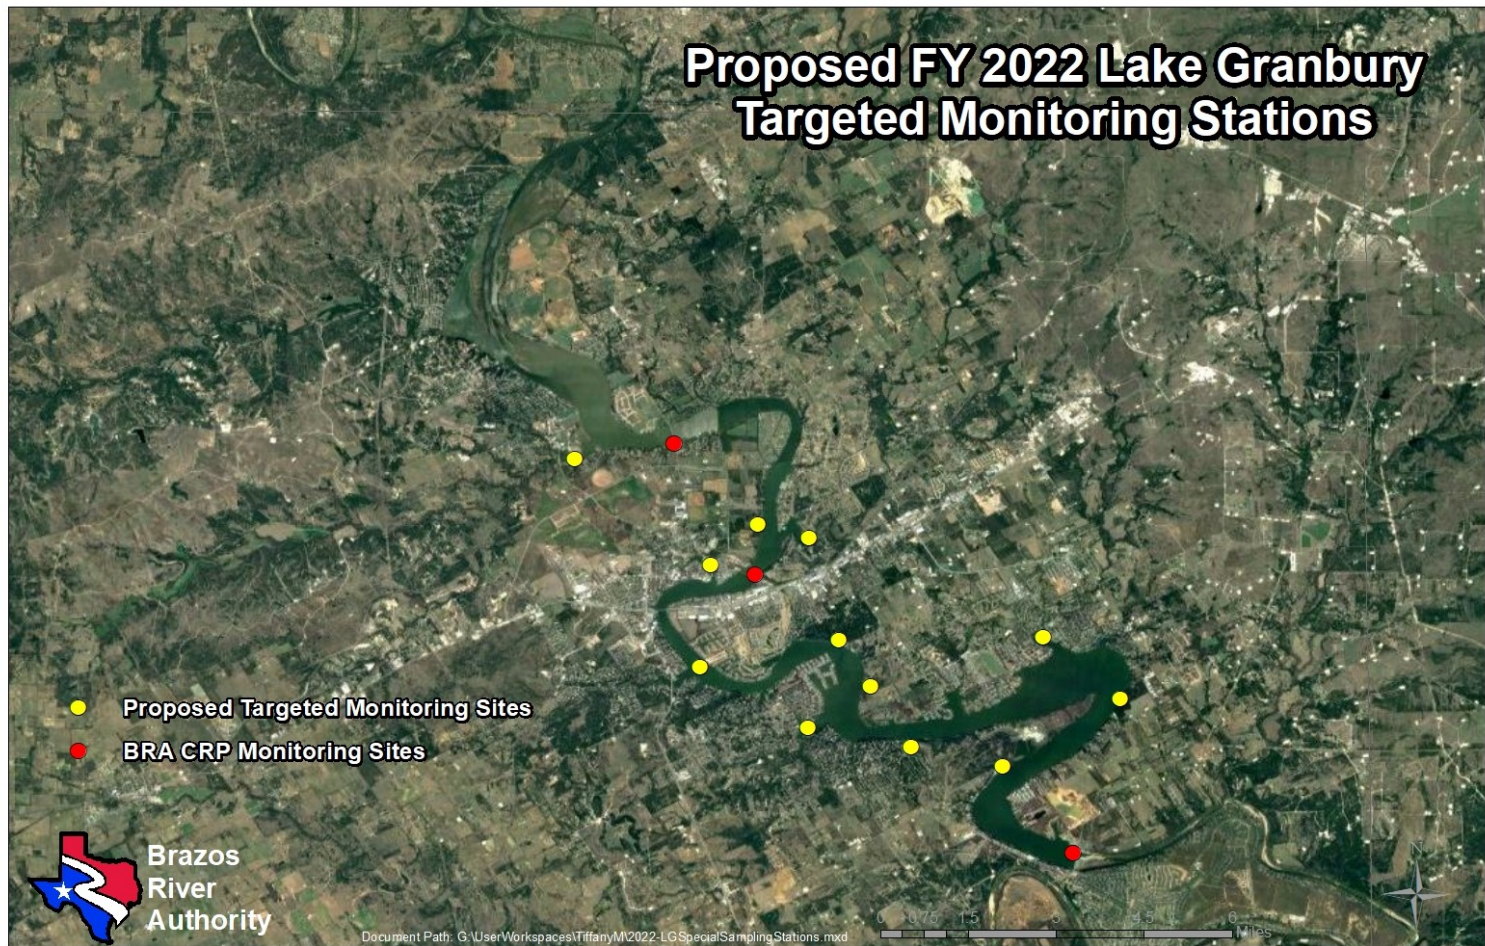 Proposed FY 2022 Lake Granbury
Targeted Monitoring Stations
Proposed Targeted Monitoring Sites
BRA CRP Monitoring Sites
Brazos
River
Authority
Document Path: G:\UserWorkspaces\TiffanyM\2022-LGSpecialSamplingStations.mxd
0 0.75 1.5 3 4.5 6
Miles
N